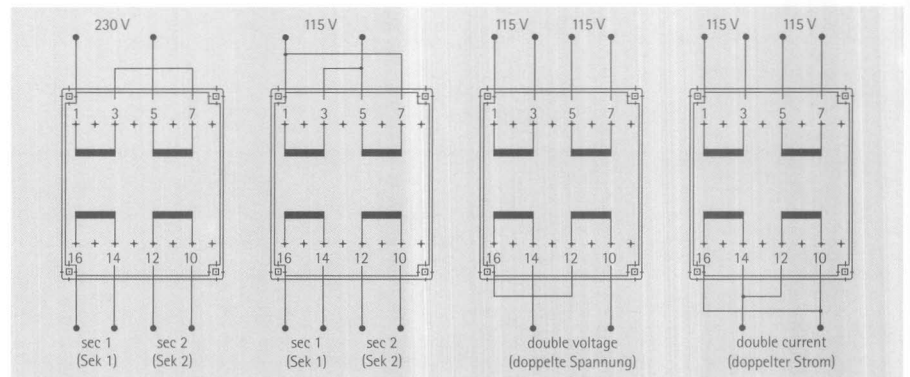 230 V 115 V 115 V 115 V 115 V 115 V
1 3 5 7 1 3 5 7 1 3 5 7 1 3 5 7
16 14 12 10 16 14 12 10 16 14 12 10 16 14 12 10
sec 1 sec 2 sec 1 sec 2 double voltage double current
(Sek 1) (Sek 2) (Sek 1) (Sek 2) (doppelte Spannung) (doppelter Strom)